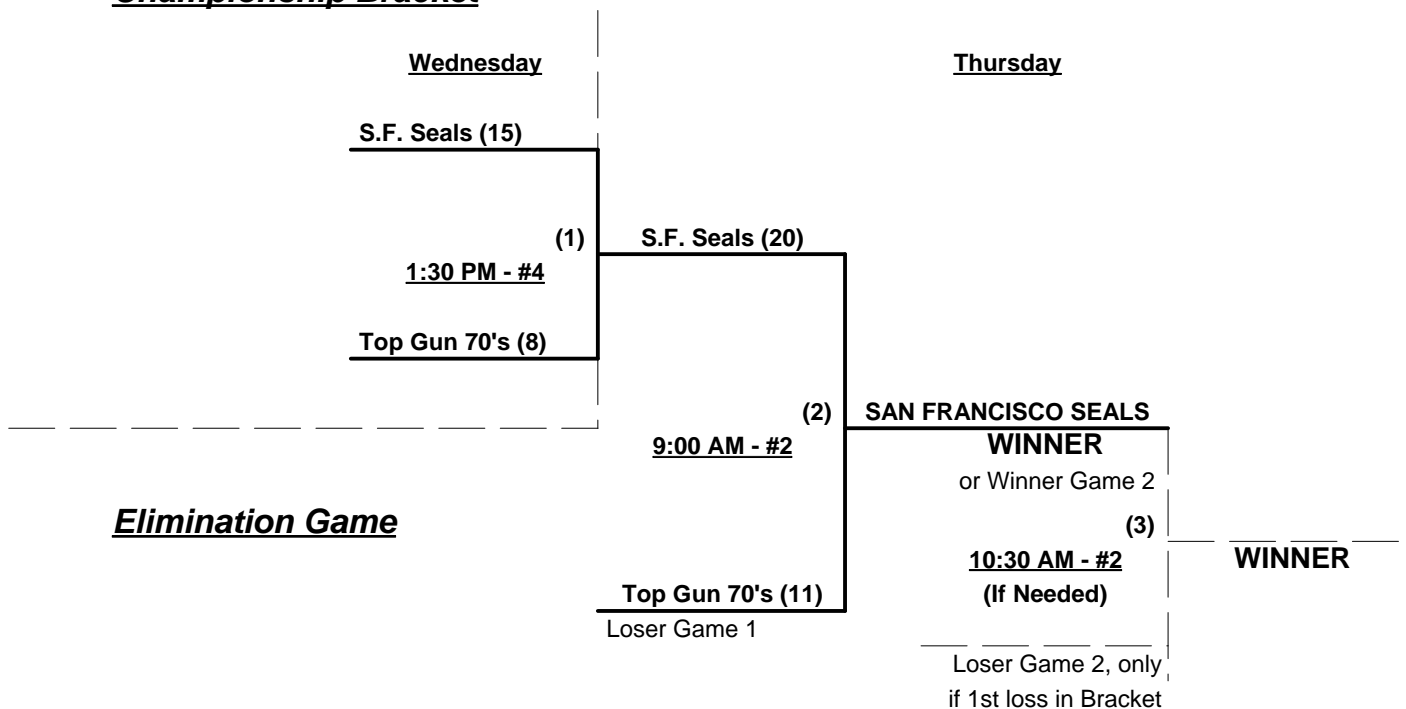 Championship Bracket
Wednesday
Thursday
S.F. Seals (15)
(1)
S.F. Seals (20)
1:30 PM - #4
Top Gun 70's (8)
(2)
SAN FRANCISCO SEALS
9:00 AM - #2
WINNER
or Winner Game 2
Elimination Game
(3)
10:30 AM - #2
WINNER
(If Needed)
Top Gun 70's (11)
Loser Game 1
Loser Game 2, only
if 1st loss in Bracket